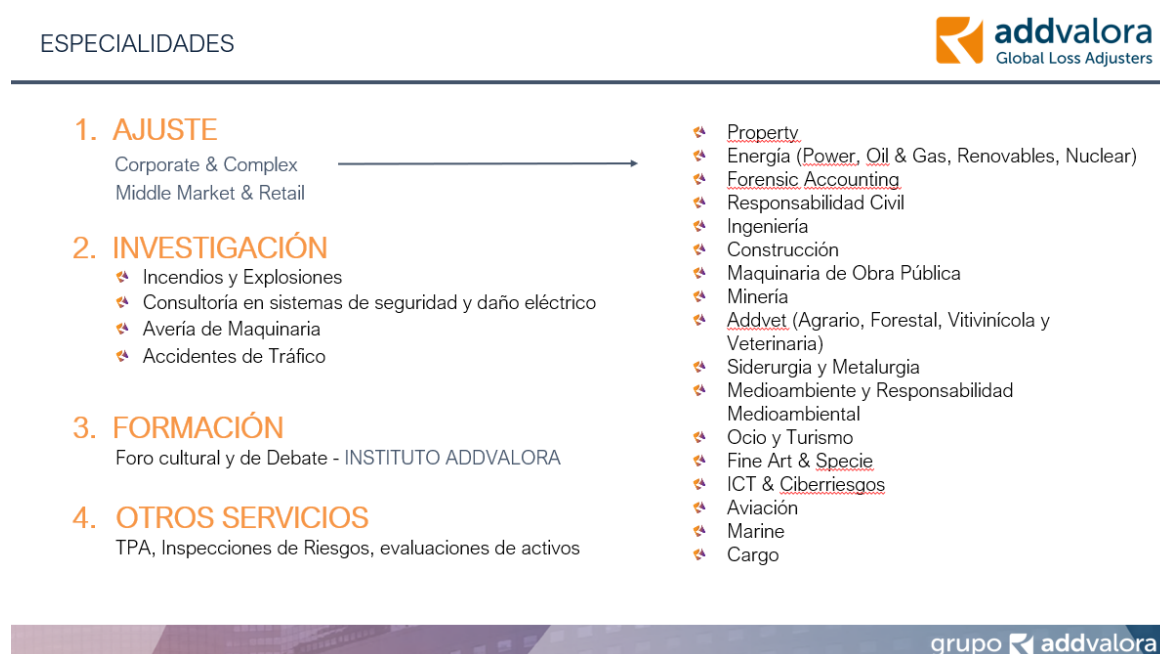 ESPECIALIDADES
addvalora
Global Loss Adjusters
1. AJUSTE
Corporate & Complex
Middle Market & Retail
2. INVESTIGACIÓN
Incendios y Explosiones
Consultoría en sistemas de seguridad y daño eléctrico
Avería de Maquinaria
Accidentes de Tráfico
3. FORMACIÓN
Foro cultural y de Debate - INSTITUTO ADDVALORA
4. OTROS SERVICIOS
TPA, Inspecciones de Riesgos, evaluaciones de activos
Property
Energía (Power, Oil & Gas, Renovables, Nuclear)
Forensic Accounting
Responsabilidad Civil
Ingeniería
Construcción
Maquinaria de Obra Pública
Minería
Addvet (Agrario, Forestal, Vitivinícola y
Veterinaria)
Siderurgia y Metalurgia
Medioambiente y Responsabilidad
Medioambiental
Ocio y Turismo
Fine Art & Specie
ICT & Ciberriesgos
Aviación
Marine
Cargo
grupo addvalora